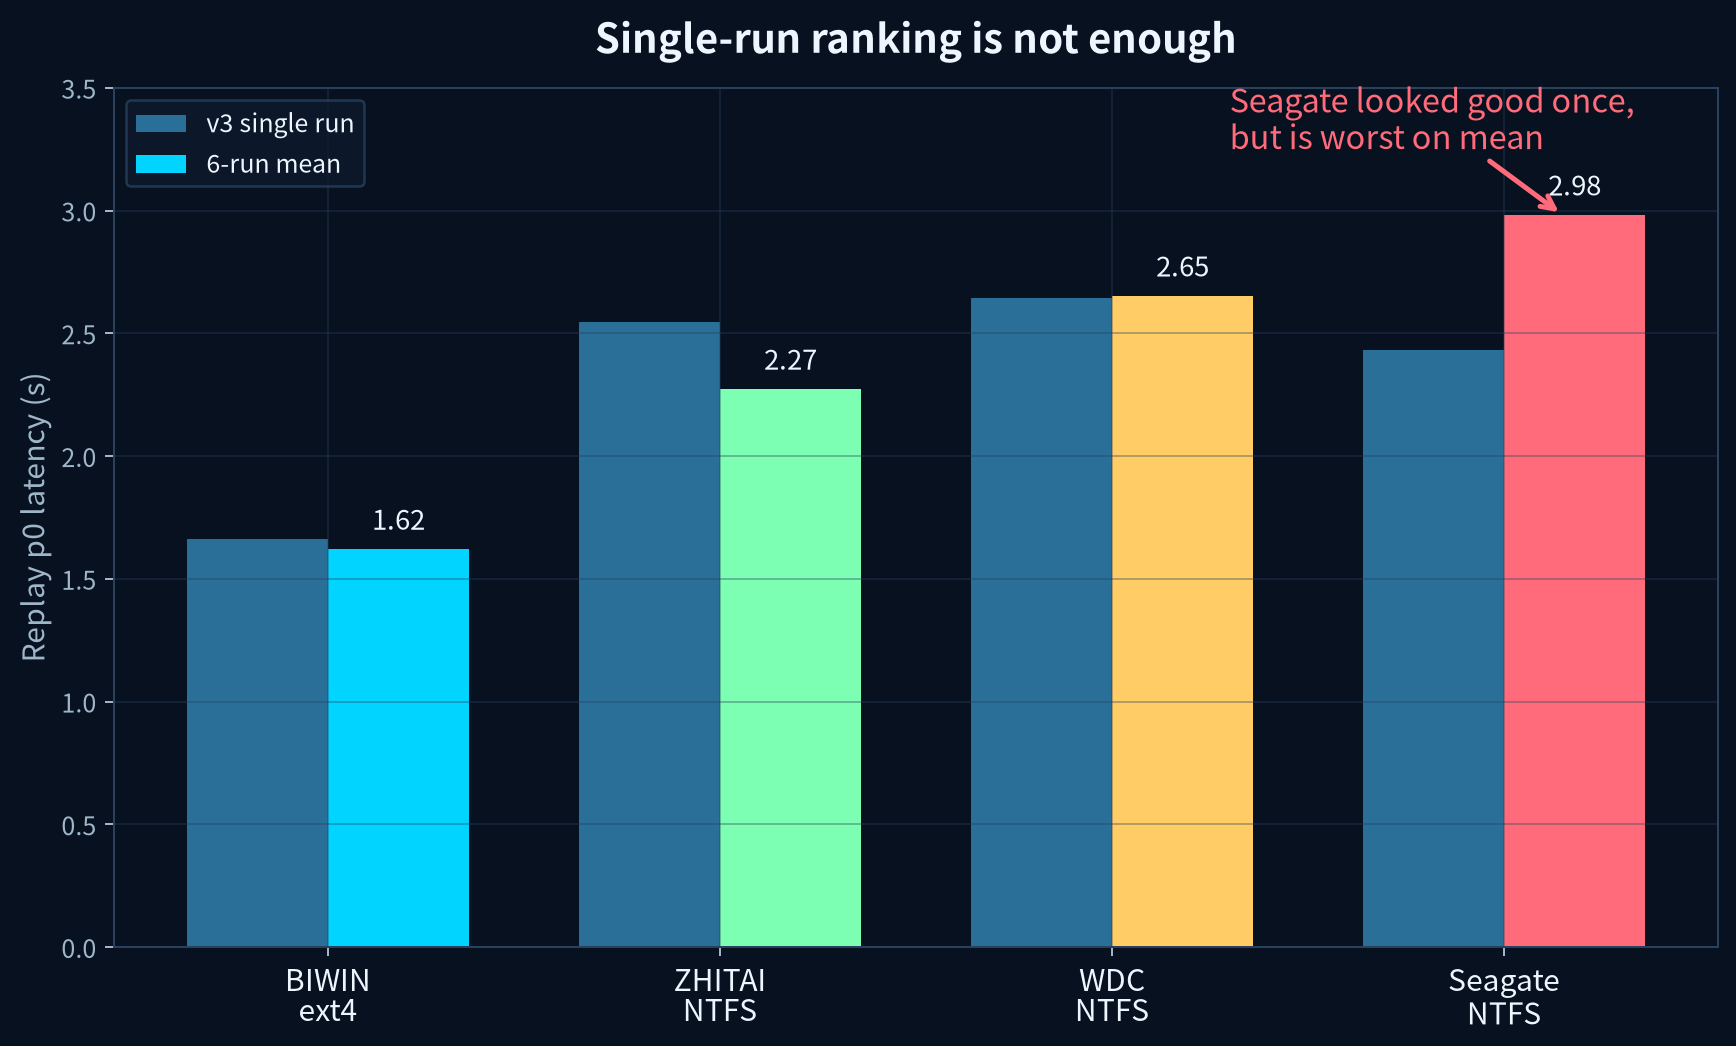 Single-run ranking is not enough
v3 single run
6-run mean
Seagate looked good once,
but is worst on mean
Replay p0 latency (s)
3.5
3.0
2.5
2.0
1.5
1.0
0.5
0.0
1.62
2.27
2.65
2.98
BIWIN
ext4
ZHITAI
NTFS
WDC
NTFS
Seagate
NTFS